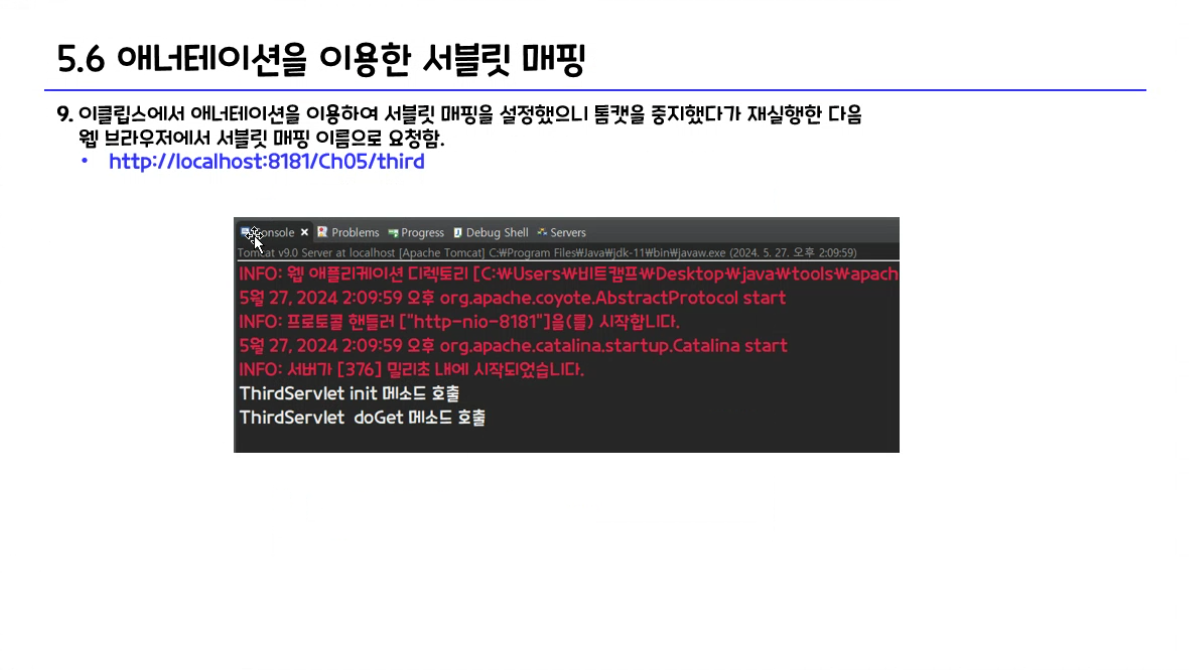 5.6 애너테이션을 이용한 서블릿 매핑
9. 이클립스에서 애너테이션을 이용하여 서블릿 매핑을 설정했으니 톰캣을 중지했다가 재실행한 다음
웹 브라우저에서 서블릿 매핑 이름으로 요청함.
• http://localhost:8181/Ch05/third
Console × Problems Progress Debug Shell Servers
Tomcat v9.0 Server at localhost [Apache Tomcat] C:₩Program Files₩Java₩jdk-11₩bin₩javaw.exe (2024. 5. 27. 오후 2:09:59)
INFO: 웹 애플리케이션 디렉토리 [C:₩Users₩비트캠프₩Desktop₩java₩tools₩apach
5월 27, 2024 2:09:59 오후 org.apache.coyote.AbstractProtocol start
INFO: 프로토콜 핸들러 ["http-nio-8181"]을(를) 시작합니다.
5월 27, 2024 2:09:59 오후 org.apache.catalina.startup.Catalina start
INFO: 서버가 [376] 밀리초 내에 시작되었습니다.
ThirdServlet init 메소드 호출
ThirdServlet  doGet 메소드 호출